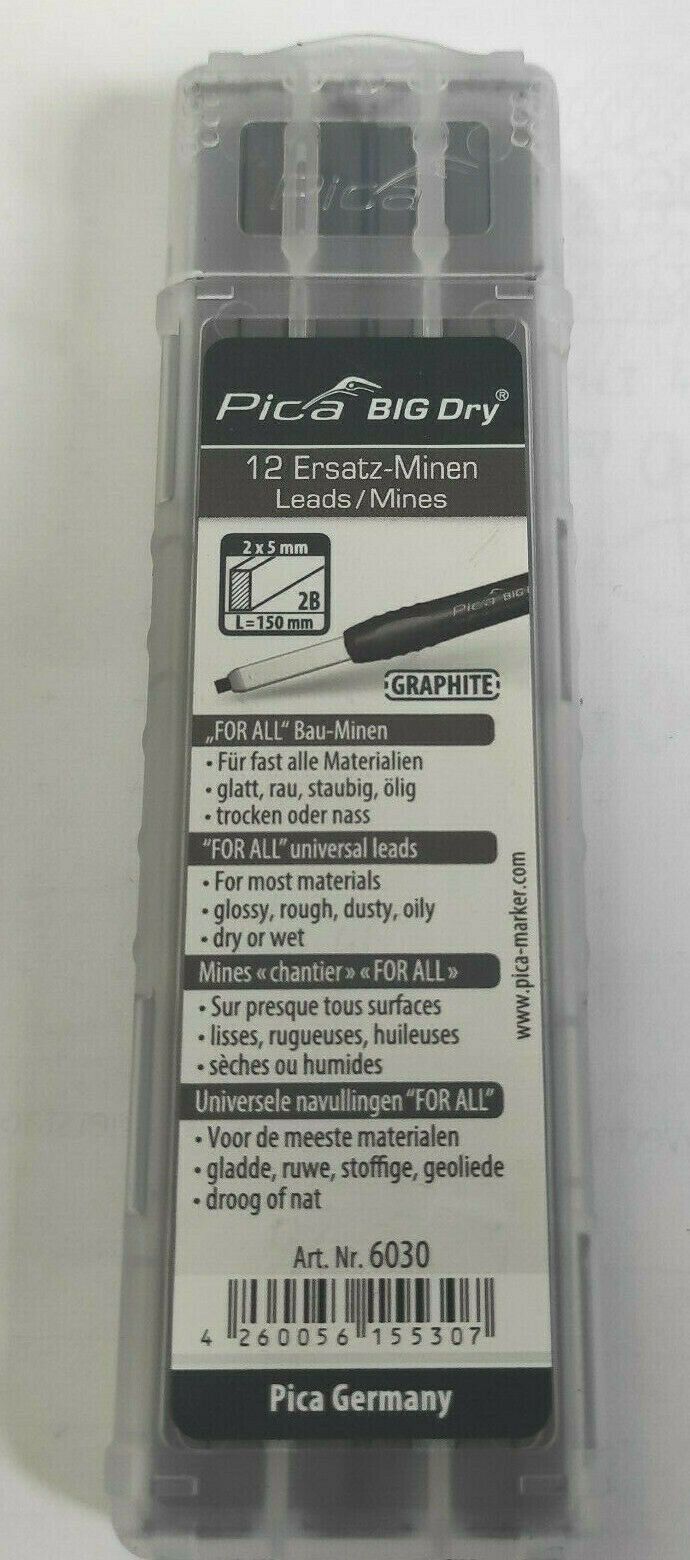 Pica
Pica BIG Dry®
12 Ersatz-Minen
Leads/Mines
2 x 5 mm
2B
L=150 mm
Pica BIG D
GRAPHITE
„FOR ALL“ Bau-Minen
• Für fast alle Materialien
• glatt, rau, staubig, ölig
• trocken oder nass
“FOR ALL” universal leads
• For most materials
• glossy, rough, dusty, oily
• dry or wet
Mines «chantier» «FOR ALL»
• Sur presque tous surfaces
• lisses, rugueuses, huileuses
• sèches ou humides
Universele navullingen “FOR ALL”
• Voor de meeste materialen
• gladde, ruwe, stoffige, geoliede
• droog of nat
www.pica-marker.com
Art. Nr. 6030
4 260056 155307
Pica Germany